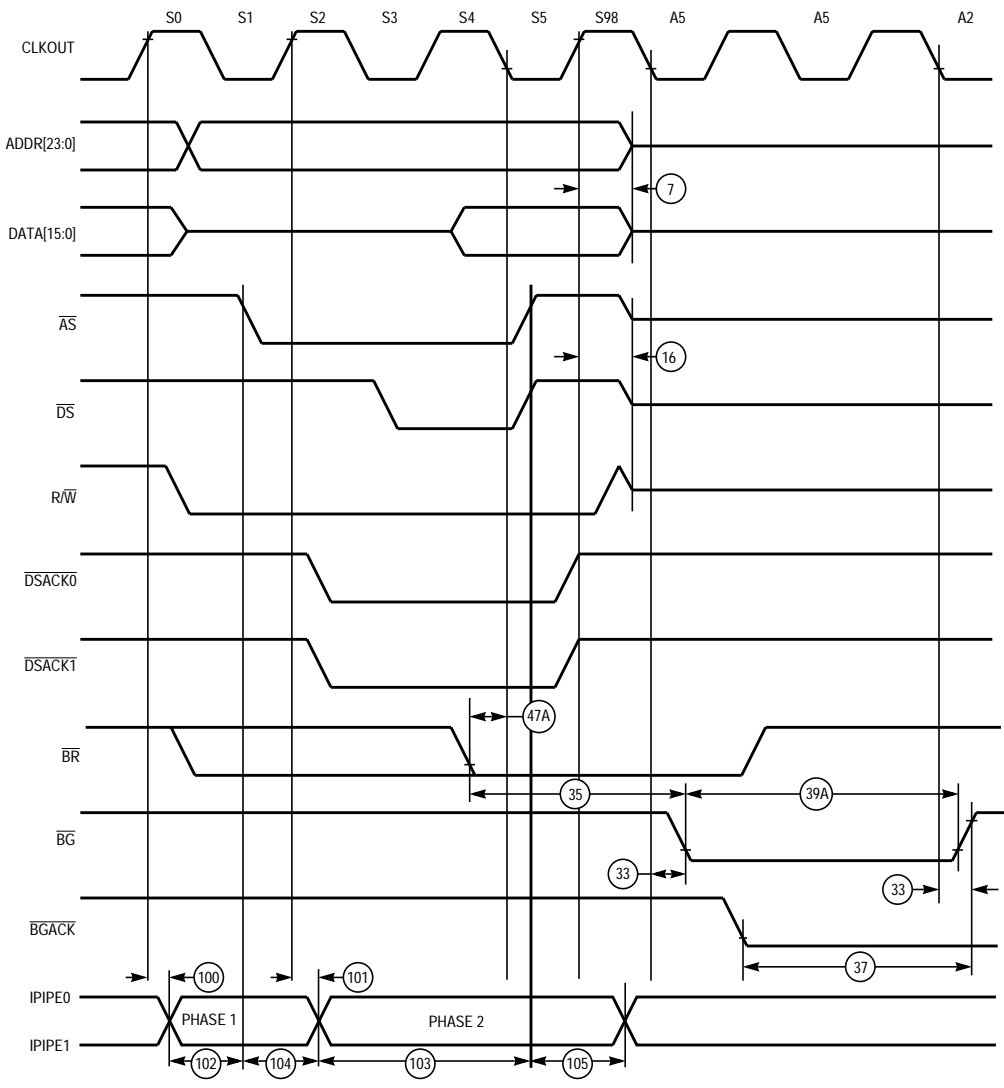 S0 S1 S2 S3 S4 S5 S98 A5 A5 A2
CLKOUT
ADDR[23:0]
7
DATA[15:0]
AS
16
DS
R/W
DSACK0
DSACK1
47A
BR
35 39A
BG
33 33
BGACK
37
100 101
IPIPE0
PHASE 1 PHASE 2
IPIPE1
102 104 103 105